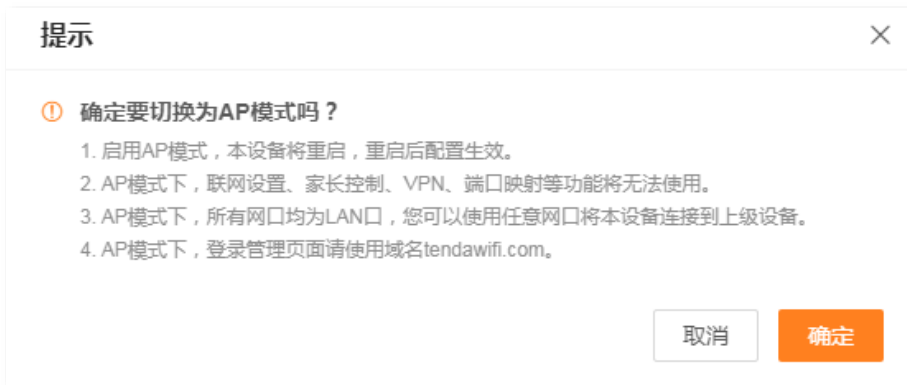 提示
确定要切换为AP模式吗？
1. 启用AP模式，本设备将重启，重启后配置生效。
2. AP模式下，联网设置、家长控制、VPN、端口映射等功能将无法使用。
3. AP模式下，所有网口均为LAN口，您可以使用任意网口将本设备连接到上级设备。
4. AP模式下，登录管理页面请使用域名tendawifi.com。
取消
确定